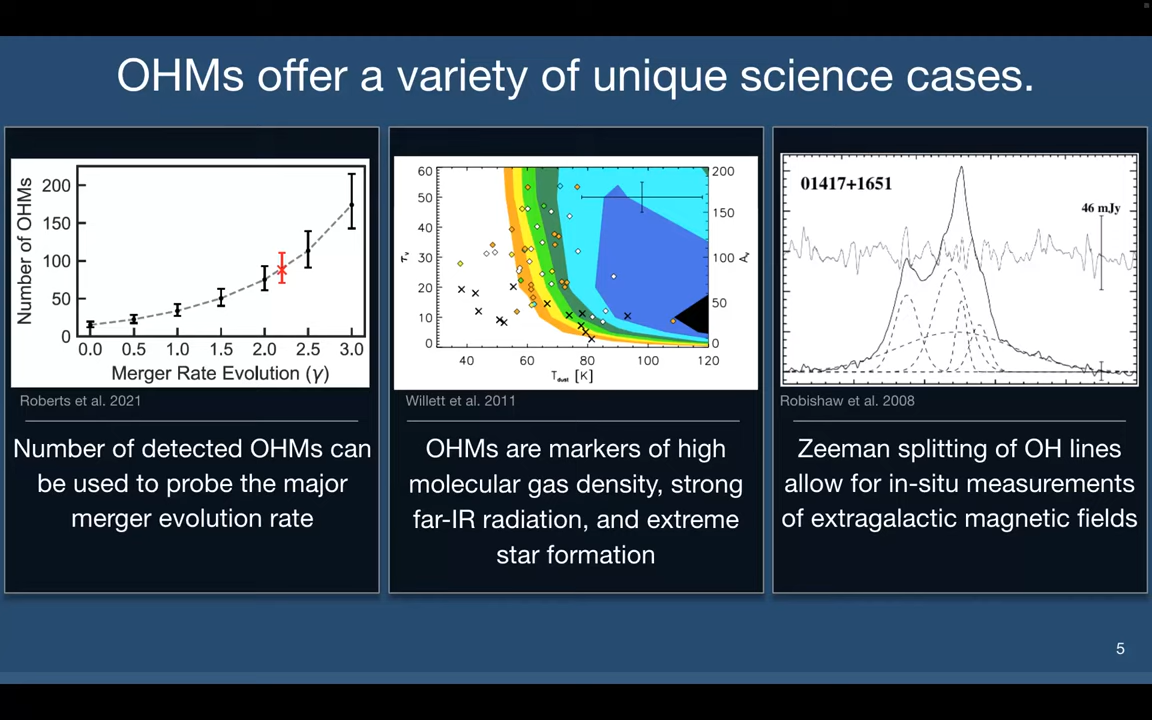 OHMs offer a variety of unique science cases.
Number of OHMs
200
150
100
50
0
0.0 0.5 1.0 1.5 2.0 2.5 3.0
Merger Rate Evolution (γ)
Roberts et al. 2021
Number of detected OHMs can
be used to probe the major
merger evolution rate
60
50
40
30
20
10
0
τᵥ
200
150
100
50
0
Aᵥ
40 60 80 100 120
T_dust [K]
Willett et al. 2011
OHMs are markers of high
molecular gas density, strong
far-IR radiation, and extreme
star formation
01417+1651
46 mJy
Robishaw et al. 2008
Zeeman splitting of OH lines
allow for in-situ measurements
of extragalactic magnetic fields
5